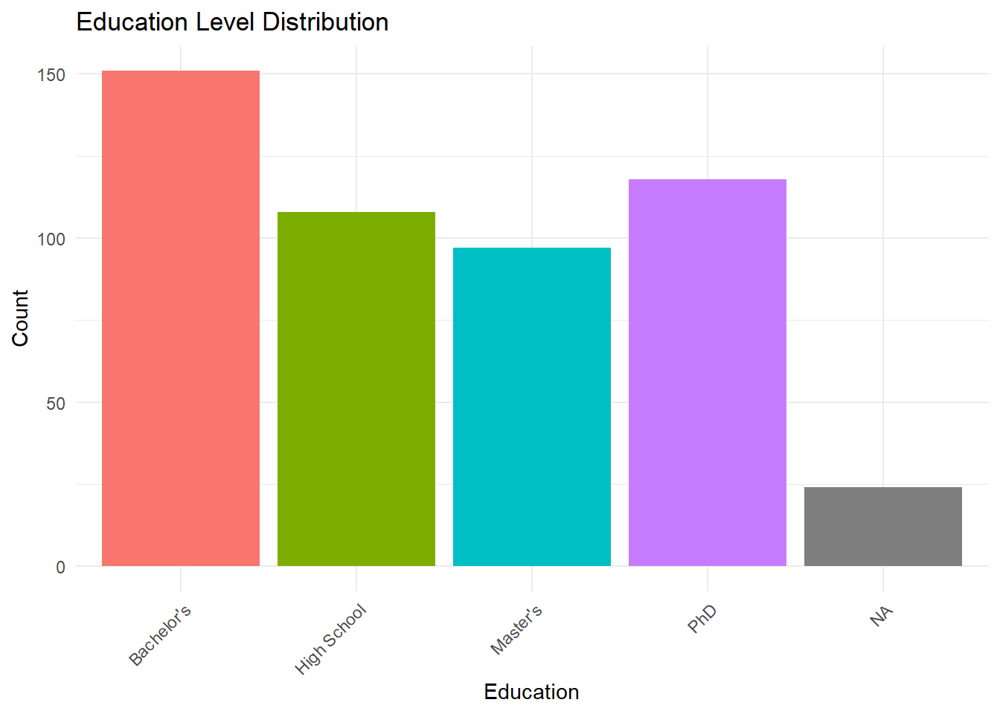 Education Level Distribution
150
100
50
0
Count
Bachelor's
High School
Master's
PhD
NA
Education